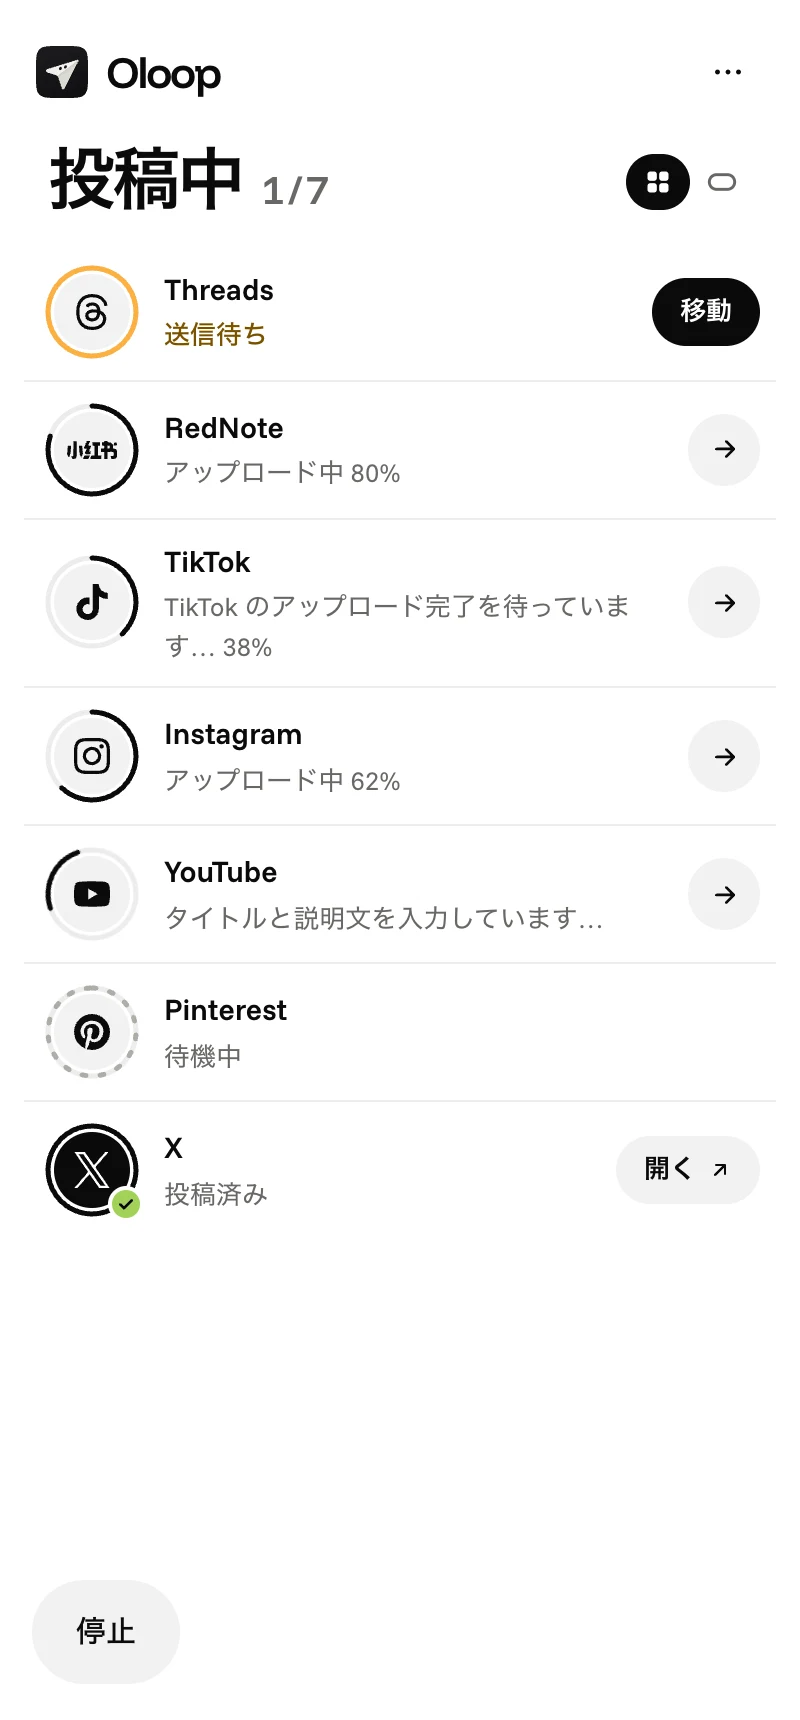 Oloop
投稿中 1/7
Threads
送信待ち
移動
小红书
RedNote
アップロード中 80%
TikTok
TikTok のアップロード完了を待っていま
す... 38%
Instagram
アップロード中 62%
YouTube
タイトルと説明文を入力しています...
Pinterest
待機中
X
投稿済み
開く
停止